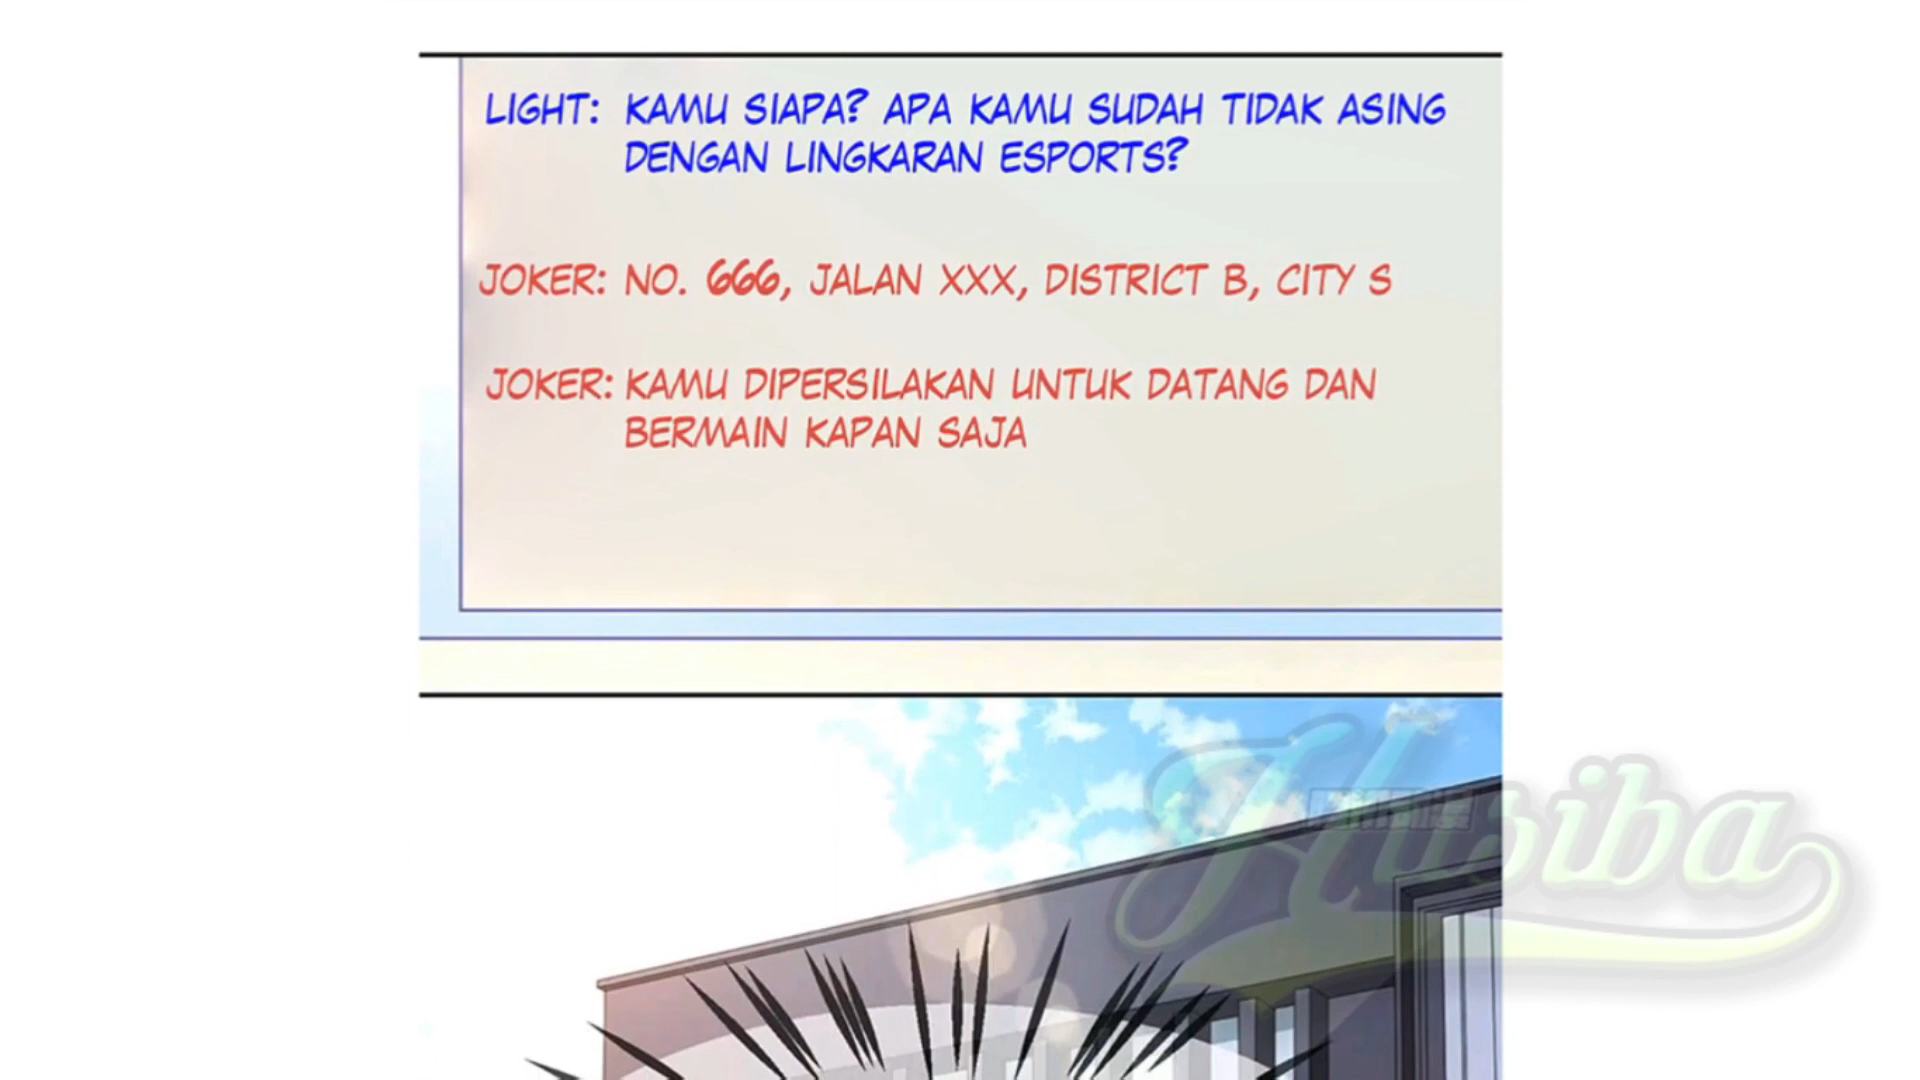 LIGHT: KAMU SIAPA? APA KAMU SUDAH TIDAK ASING
DENGAN LINGKARAN ESPORTS?
JOKER: NO. 666, JALAN XXX, DISTRICT B, CITY S
JOKER: KAMU DIPERSILAKAN UNTUK DATANG DAN
BERMAIN KAPAN SAJA